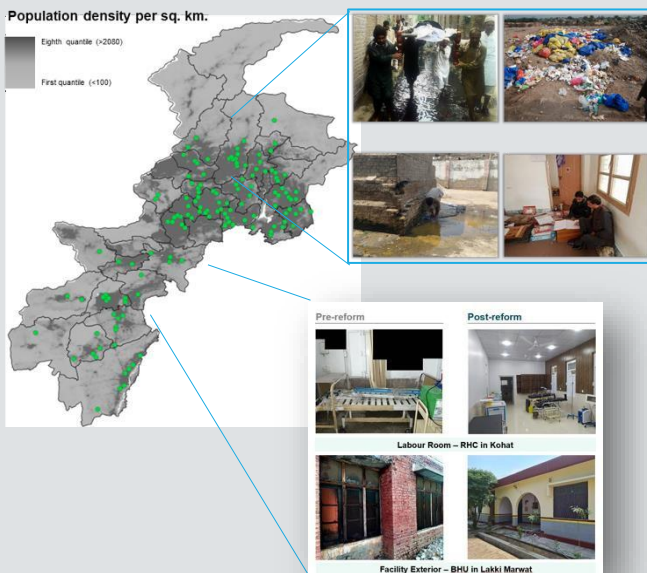 Population density per sq. km.
Eighth quantile (>2080)
First quantile (<100)
Pre-reform
Post-reform
Labour Room – RHC in Kohat
Facility Exterior – BHU in Lakki Marwat